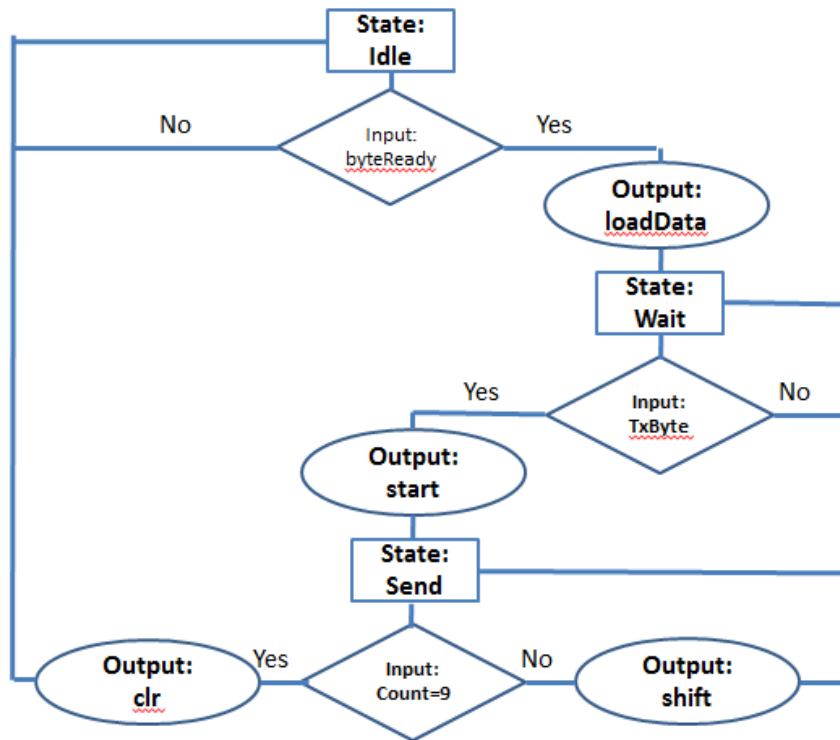 State:
Idle
No
Input:
byteReady
Yes
Output:
loadData
State:
Wait
Yes
Input:
TxByte
No
Output:
start
State:
Send
Output:
clr
Yes
Input:
Count=9
No
Output:
shift